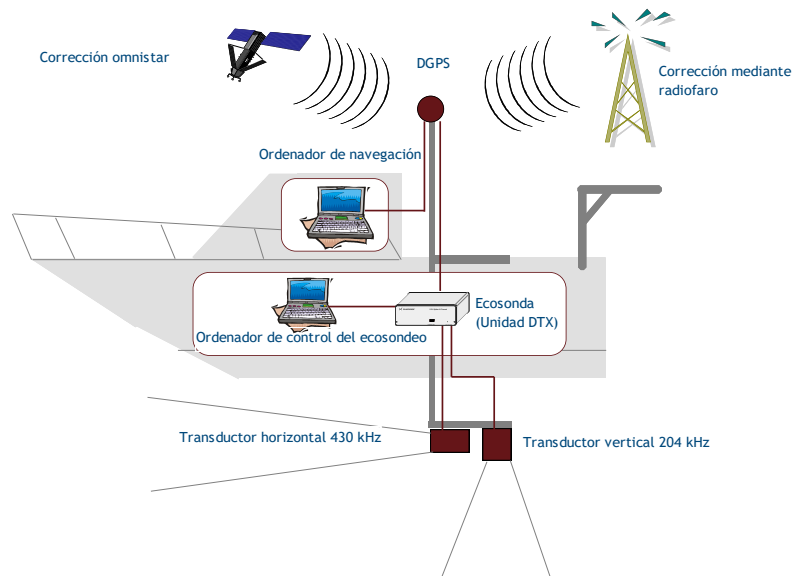 Corrección omnistar
DGPS
Corrección mediante
radiofaro
Ordenador de navegación
Ecosonda
(Unidad DTX)
Ordenador de control del ecosondeo
Transductor horizontal 430 kHz
Transductor vertical 204 kHz